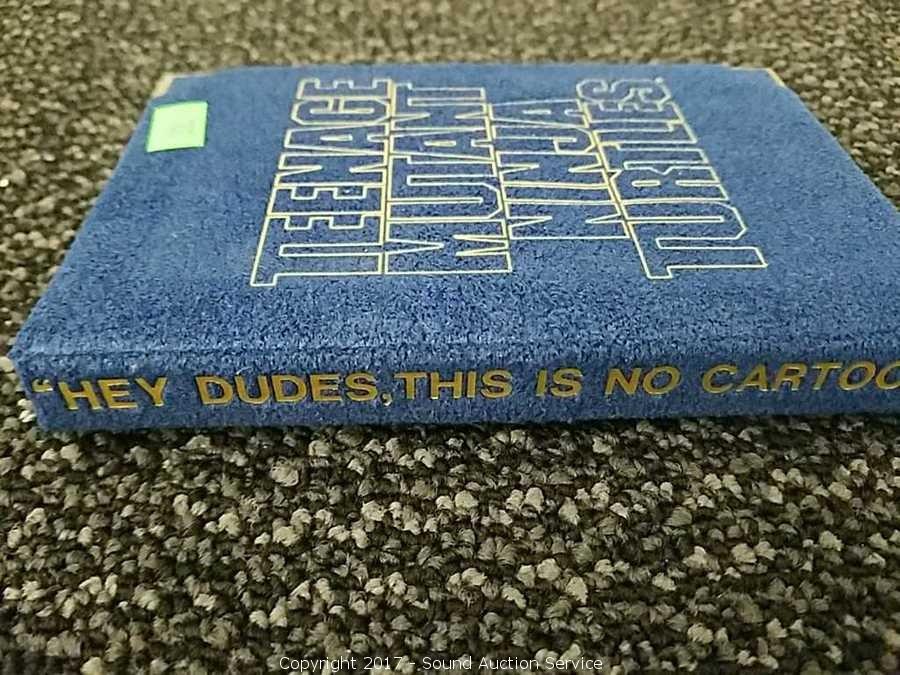 TEENAGE
MUTANT
NINJA
TURTLES
"HEY DUDES, THIS IS NO CARTOO
Copyright 2017 - Sound Auction Service